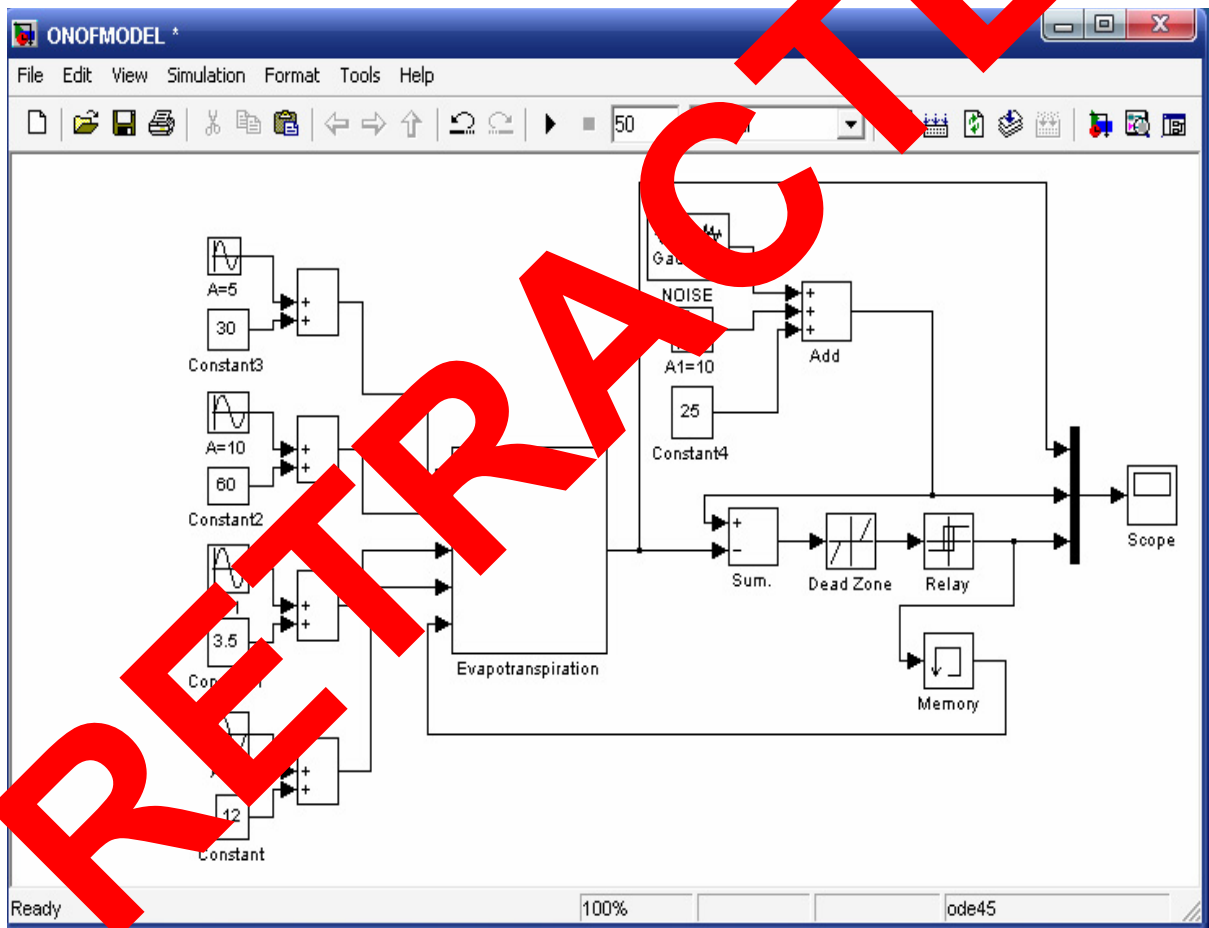 ONOFMODEL *
File Edit View Simulation Format Tools Help
50
RETRACTE
A=5
30
Constant3
A=10
60
Constant2
3.5
12
Constant
NOISE
A1=10
25
Constant4
Add
Evapotranspiration
Sum.
Dead Zone
Relay
Memory
Scope
Ready
100%
ode45